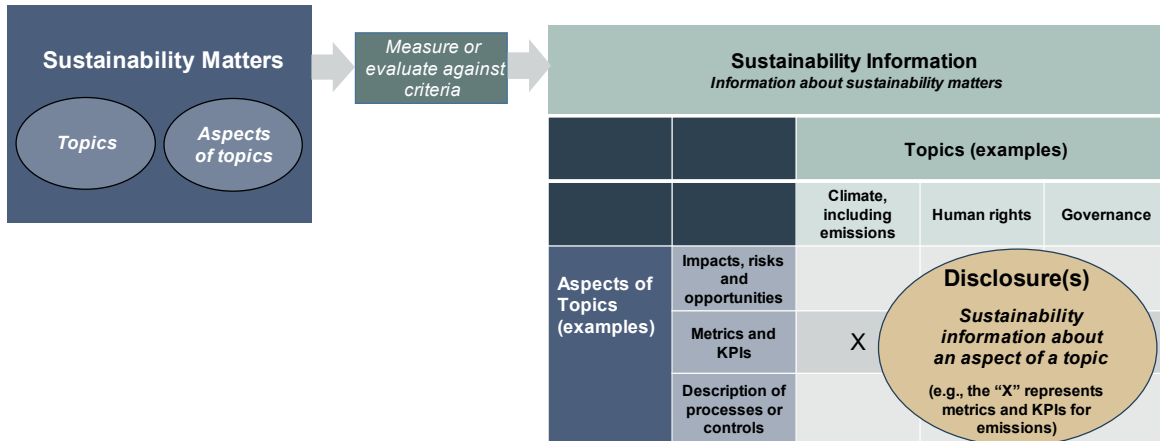 Sustainability Matters
Topics
Aspects
of topics
Measure or
evaluate against
criteria
Sustainability Information
Information about sustainability matters
Topics (examples)
Climate,
including
emissions
Human rights
Governance
Aspects of
Topics
(examples)
Impacts, risks
and
opportunities
Metrics and
KPIs
X
Description of
processes or
controls
Disclosure(s)
Sustainability
information about
an aspect of a topic
(e.g., the “X” represents
metrics and KPIs for
emissions)